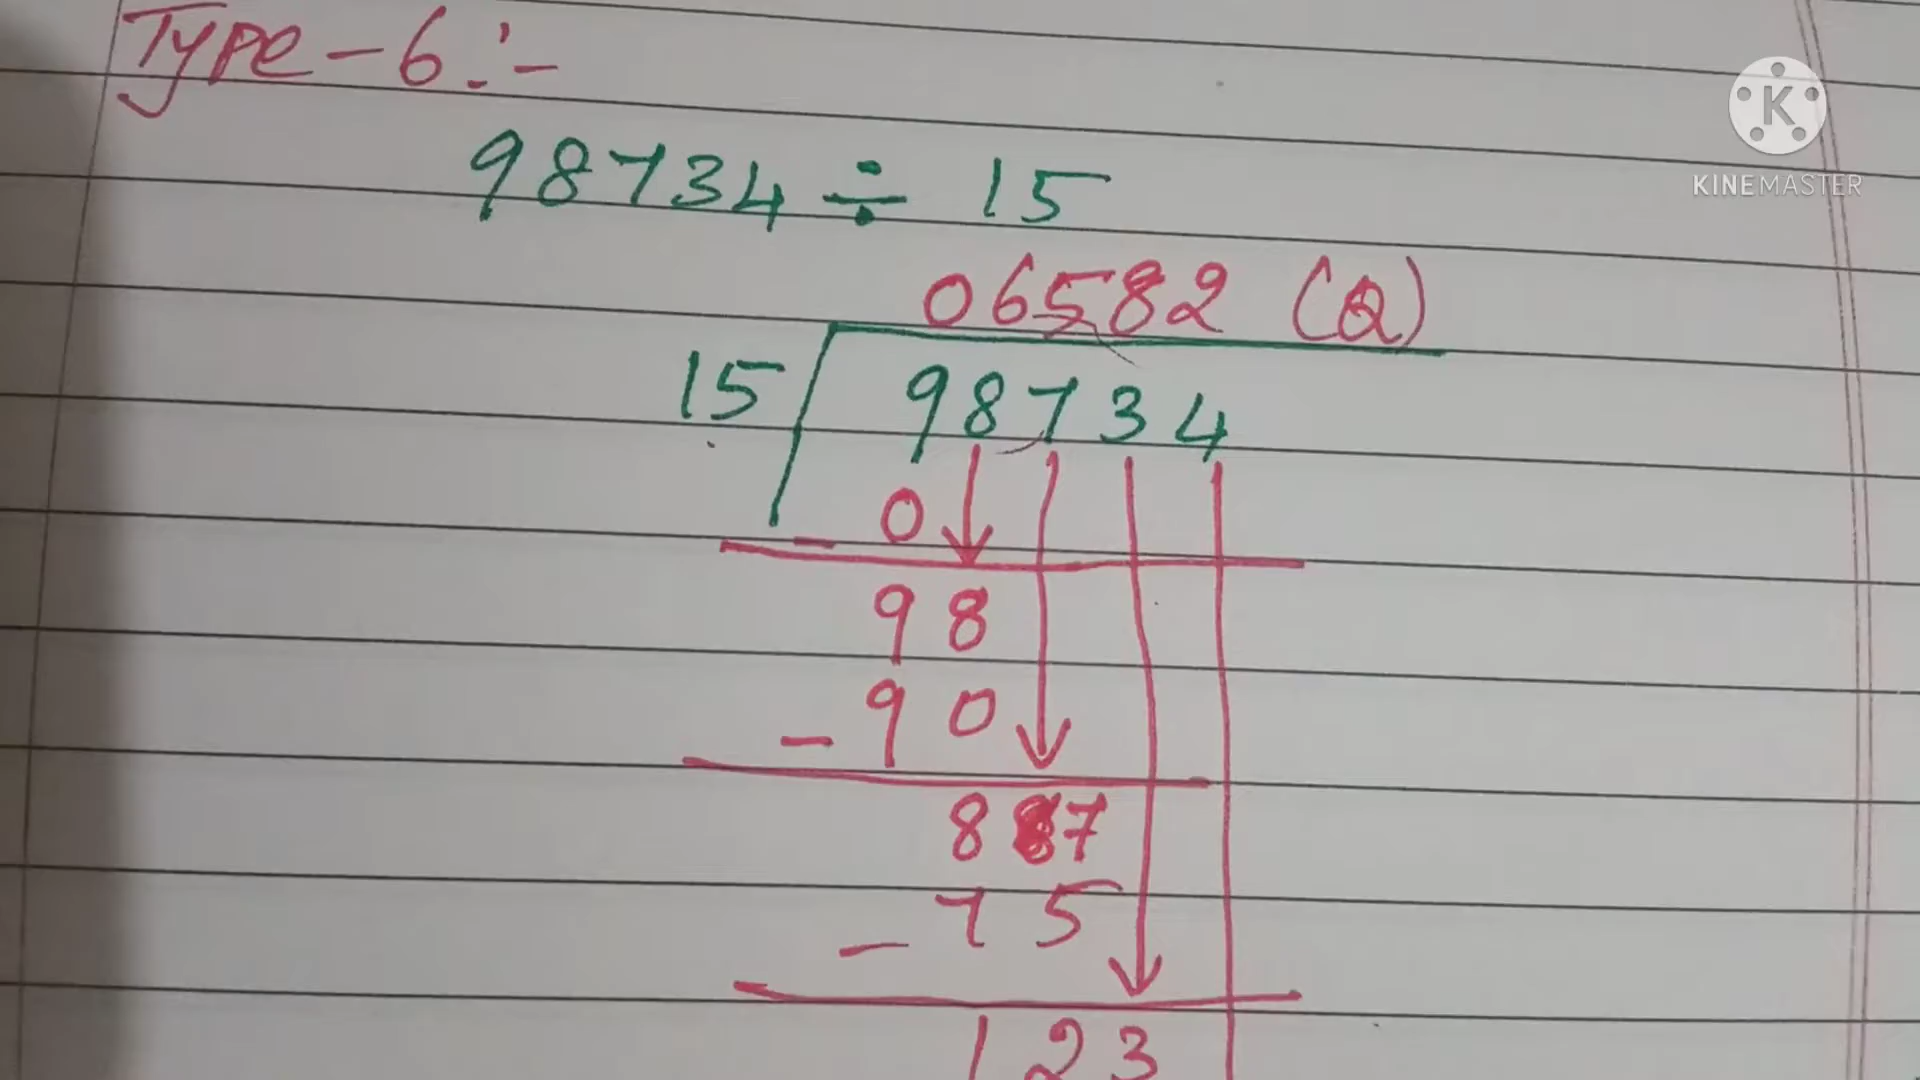 Type-6:-
KINEMASTER
98734 ÷ 15
06582 (Q)
15 98734
- 0
98
- 90
887
- 75
123